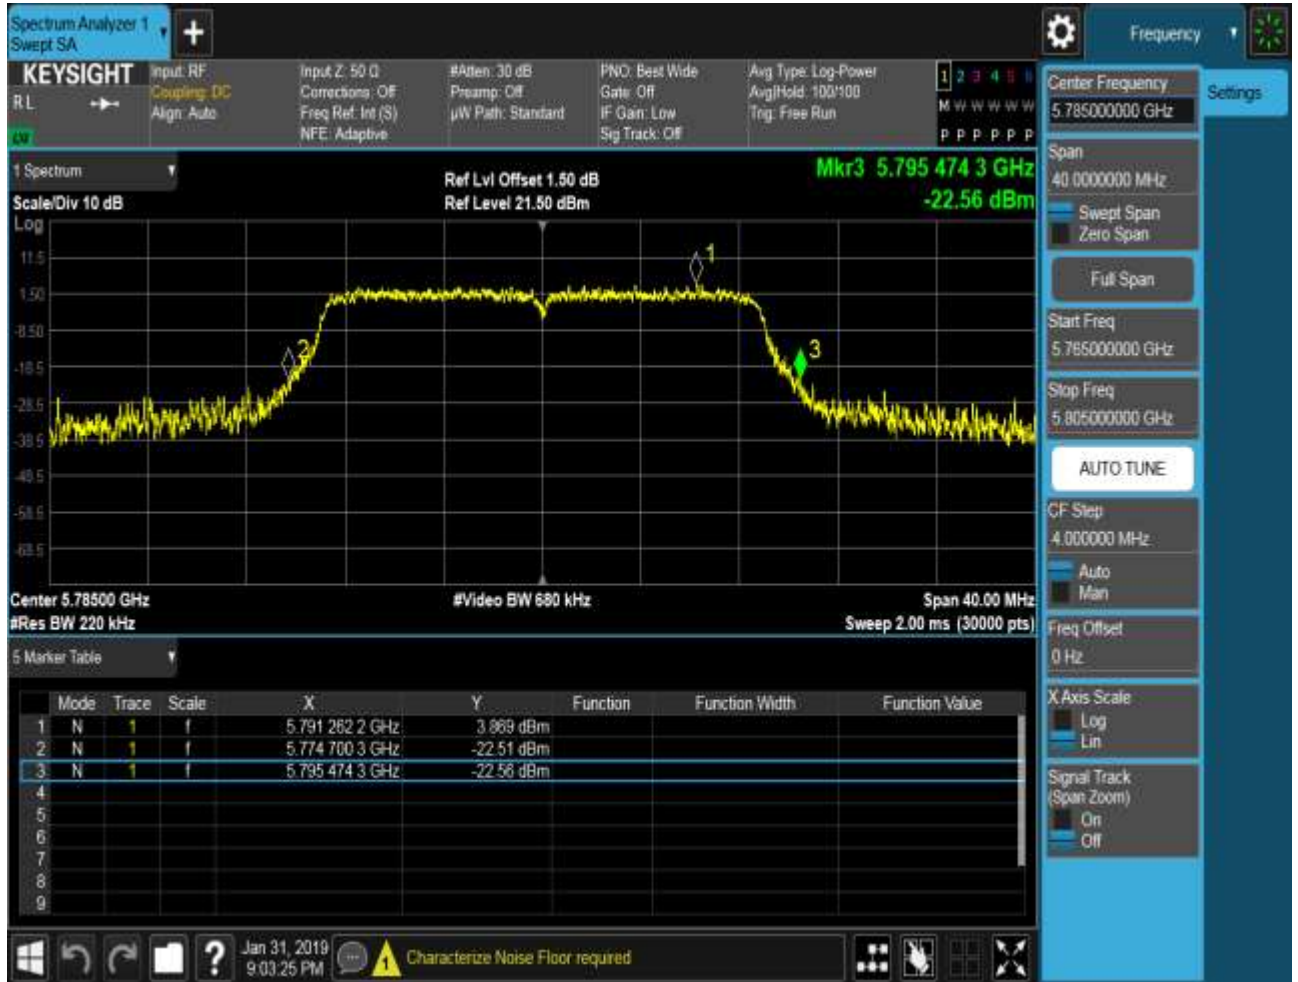 Spectrum Analyzer 1
Swept SA
Frequency
KEYSIGHT
R L
Input: RF
Coupling: DC
Align: Auto
Input Z: 50 Ω
Corrections: Off
Freq Ref: Int (S)
NFE: Adaptive
#Atten: 30 dB
Preamp: Off
µW Path: Standard
PNO: Best Wide
Gate: Off
IF Gain: Low
Sig Track: Off
Avg Type: Log-Power
Avg|Hold: 100/100
Trig: Free Run
1 2 3 4 5 6
M W W W W W
P P P P P P
1 Spectrum
Scale/Div 10 dB
Ref Lvl Offset 1.50 dB
Ref Level 21.50 dBm
Mkr3 5.795 474 3 GHz
-22.56 dBm
Log
11.5
1.50
-8.50
-18.5
-28.5
-38.5
-48.5
-58.5
-68.5
1
2
3
Center 5.78500 GHz
#Video BW 680 kHz
Span 40.00 MHz
#Res BW 220 kHz
Sweep 2.00 ms (30000 pts)
5 Marker Table
Mode Trace Scale X Y Function Function Width Function Value
1 N 1 f 5.791 262 2 GHz 3.869 dBm
2 N 1 f 5.774 700 3 GHz -22.51 dBm
3 N 1 f 5.795 474 3 GHz -22.56 dBm
4
5
6
7
8
9
Center Frequency
5.785000000 GHz
Settings
Span
40.0000000 MHz
Swept Span
Zero Span
Full Span
Start Freq
5.765000000 GHz
Stop Freq
5.805000000 GHz
AUTO TUNE
CF Step
4.000000 MHz
Auto
Man
Freq Offset
0 Hz
X Axis Scale
Log
Lin
Signal Track
(Span Zoom)
On
Off
?
Jan 31, 2019
9:03:25 PM
1
Characterize Noise Floor required